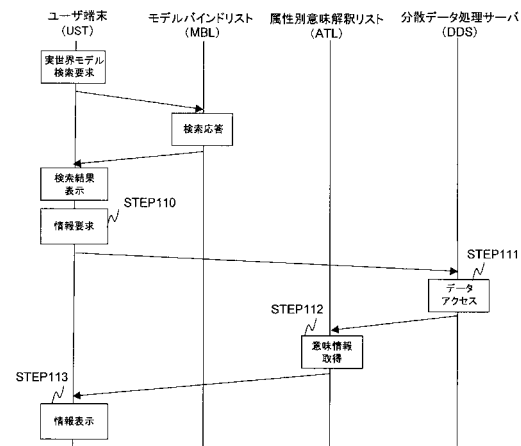 ユーザ端末
(UST)
モデルバインドリスト
(MBL)
属性別意味解釈リスト
(ATL)
分散データ処理サーバ
(DDS)
実世界モデル
検索要求
検索応答
検索結果
表示
STEP110
情報要求
STEP111
データ
アクセス
STEP112
意味情報
取得
STEP113
情報表示